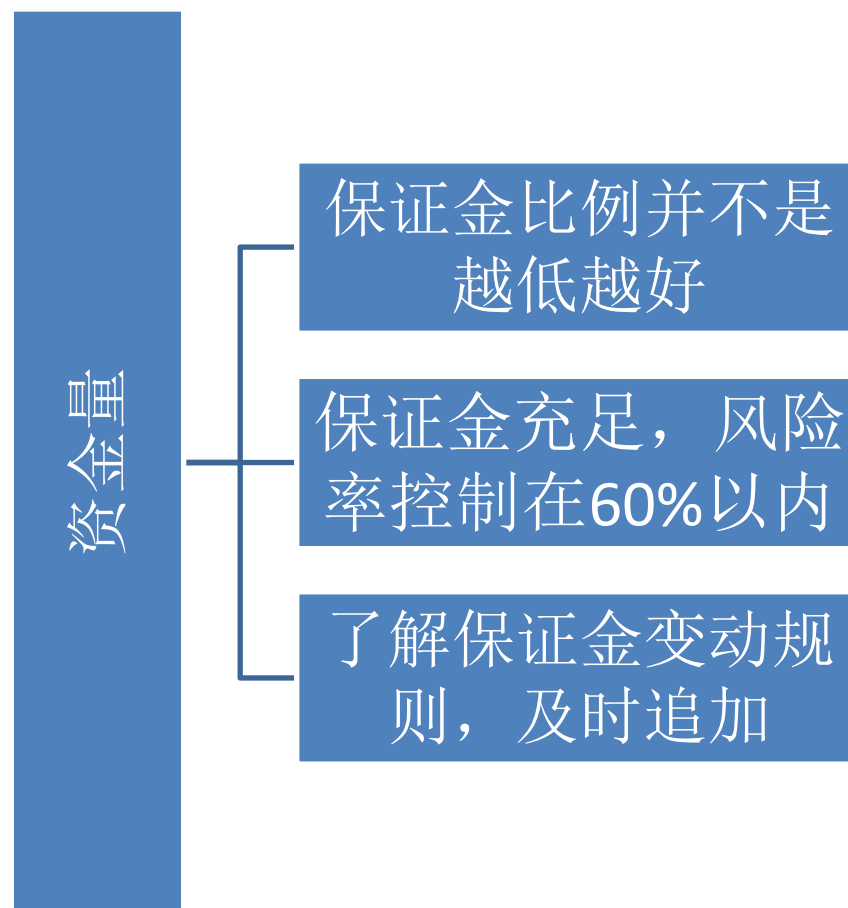 资金量
保证金比例并不是
越低越好
保证金充足，风险
率控制在60%以内
了解保证金变动规
则，及时追加